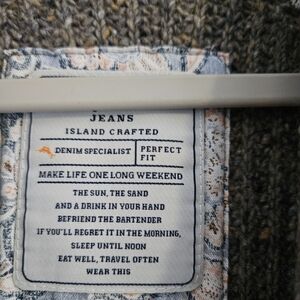 JEANS
ISLAND CRAFTED
DENIM SPECIALIST PERFECT FIT
MAKE LIFE ONE LONG WEEKEND
THE SUN, THE SAND
AND A DRINK IN YOUR HAND
BEFRIEND THE BARTENDER
IF YOU'LL REGRET IT IN THE MORNING,
SLEEP UNTIL NOON
EAT WELL, TRAVEL OFTEN
WEAR THIS